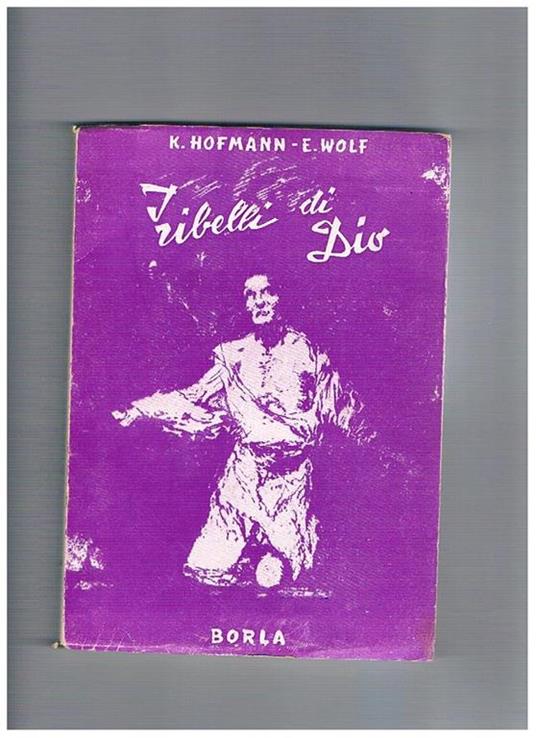 K. HOFMANN - E. WOLF
I ribelli di Dio
BORLA